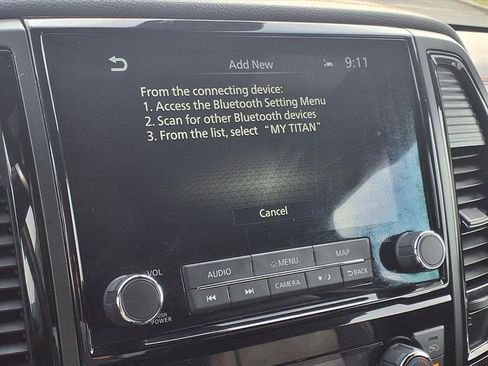 Add New
9:11
From the connecting device:
1. Access the Bluetooth Setting Menu
2. Scan for other Bluetooth devices
3. From the list, select "MY TITAN"
Cancel
VOL
AUDIO
MENU
MAP
CAMERA
BACK
PUSH
POWER